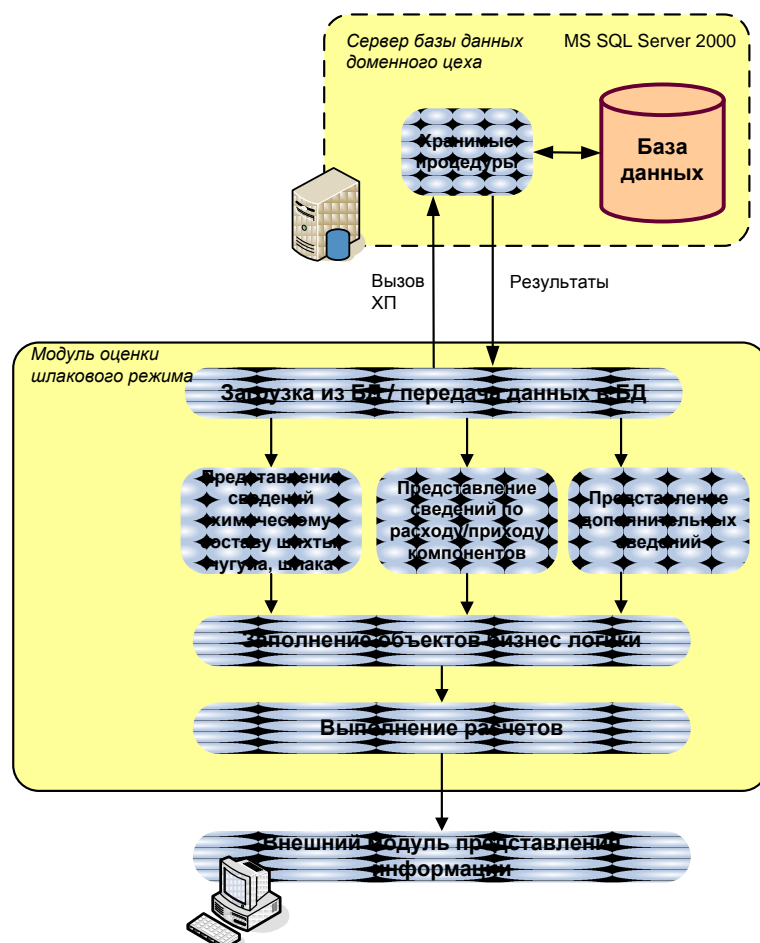 Сервер базы данных
доменного цеха
MS SQL Server 2000
Хранимые
процедуры
База
данных
Вызов
ХП
Результаты
Модуль оценки
шлакового режима
Загрузка из БД / передача данных в БД
Представление
сведений
химическому
составу шихты,
чугуна, шлака
Представление
сведений по
расходу/приходу
компонентов
Представление
дополнительных
сведений
Заполнение объектов бизнес логики
Выполнение расчетов
Внешний модуль представления
информации